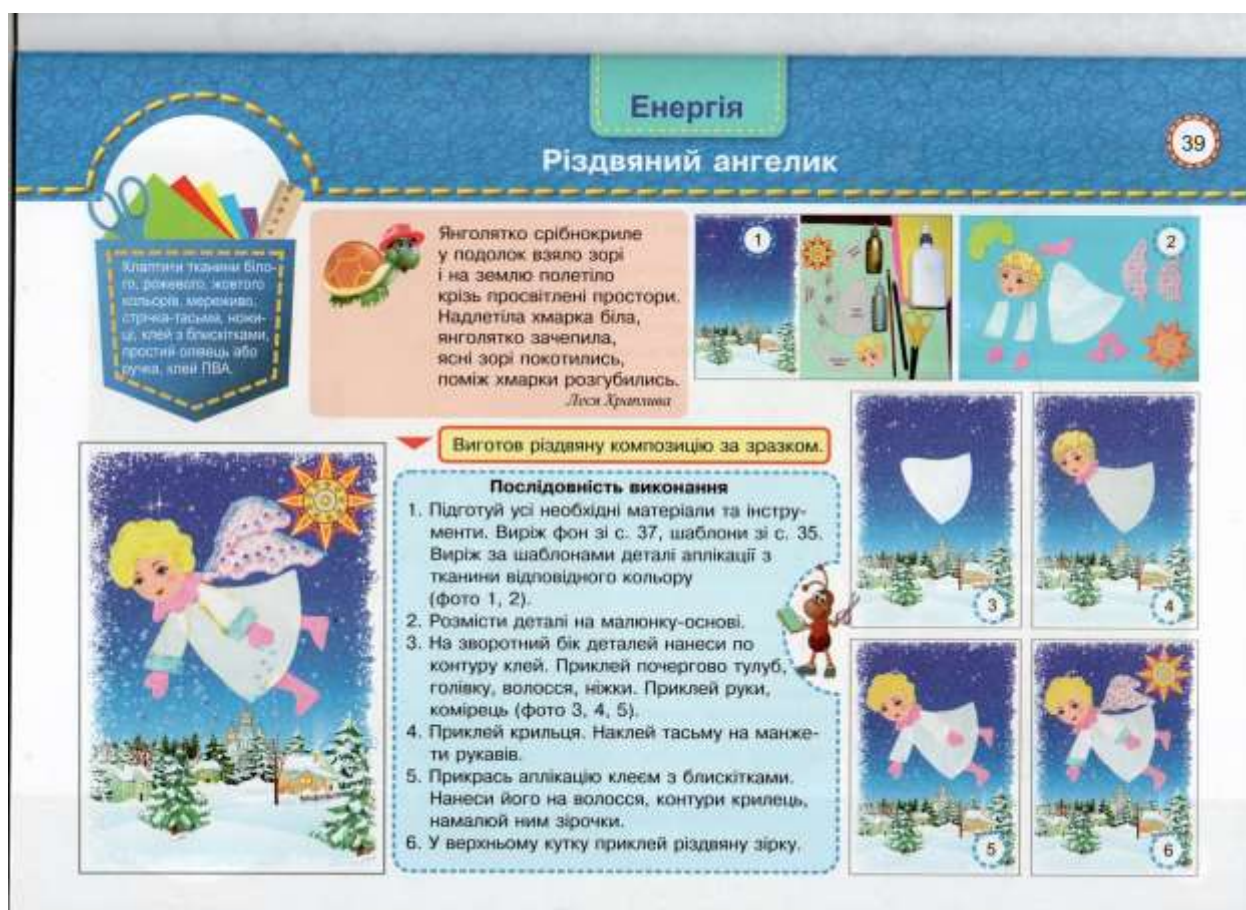 Енергія
Різдвяний ангелик
39
Клаптики тканини біло-
го, рожевого, жовтого
кольорів, мереживо,
стрічка-тасьма, ножи-
ці, клей з блискітками,
простий олівець або
ручка, клей ПВА.
Янголятко срібнокриле
у подолок взяло зорі
і на землю полетіло
крізь просвітлені простори.
Надлетіла хмарка біла,
янголятко зачепила,
ясні зорі покотились,
поміж хмарки розгубились.
Леся Храплива
1
2
Виготов різдвяну композицію за зразком.
Послідовність виконання
1. Підготуй усі необхідні матеріали та інстру-
менти. Виріж фон зі с. 37, шаблони зі с. 35.
Виріж за шаблонами деталі аплікації з
тканини відповідного кольору
(фото 1, 2).
2. Розмісти деталі на малюнку-основі.
3. На зворотний бік деталей нанеси по
контуру клей. Приклей почергово тулуб,
голівку, волосся, ніжки. Приклей руки,
комірець (фото 3, 4, 5).
4. Приклей крильця. Наклей тасьму на манже-
ти рукавів.
5. Прикрась аплікацію клеєм з блискітками.
Нанеси його на волосся, контури крилець,
намалюй ним зірочки.
6. У верхньому кутку приклей різдвяну зірку.
3
4
5
6